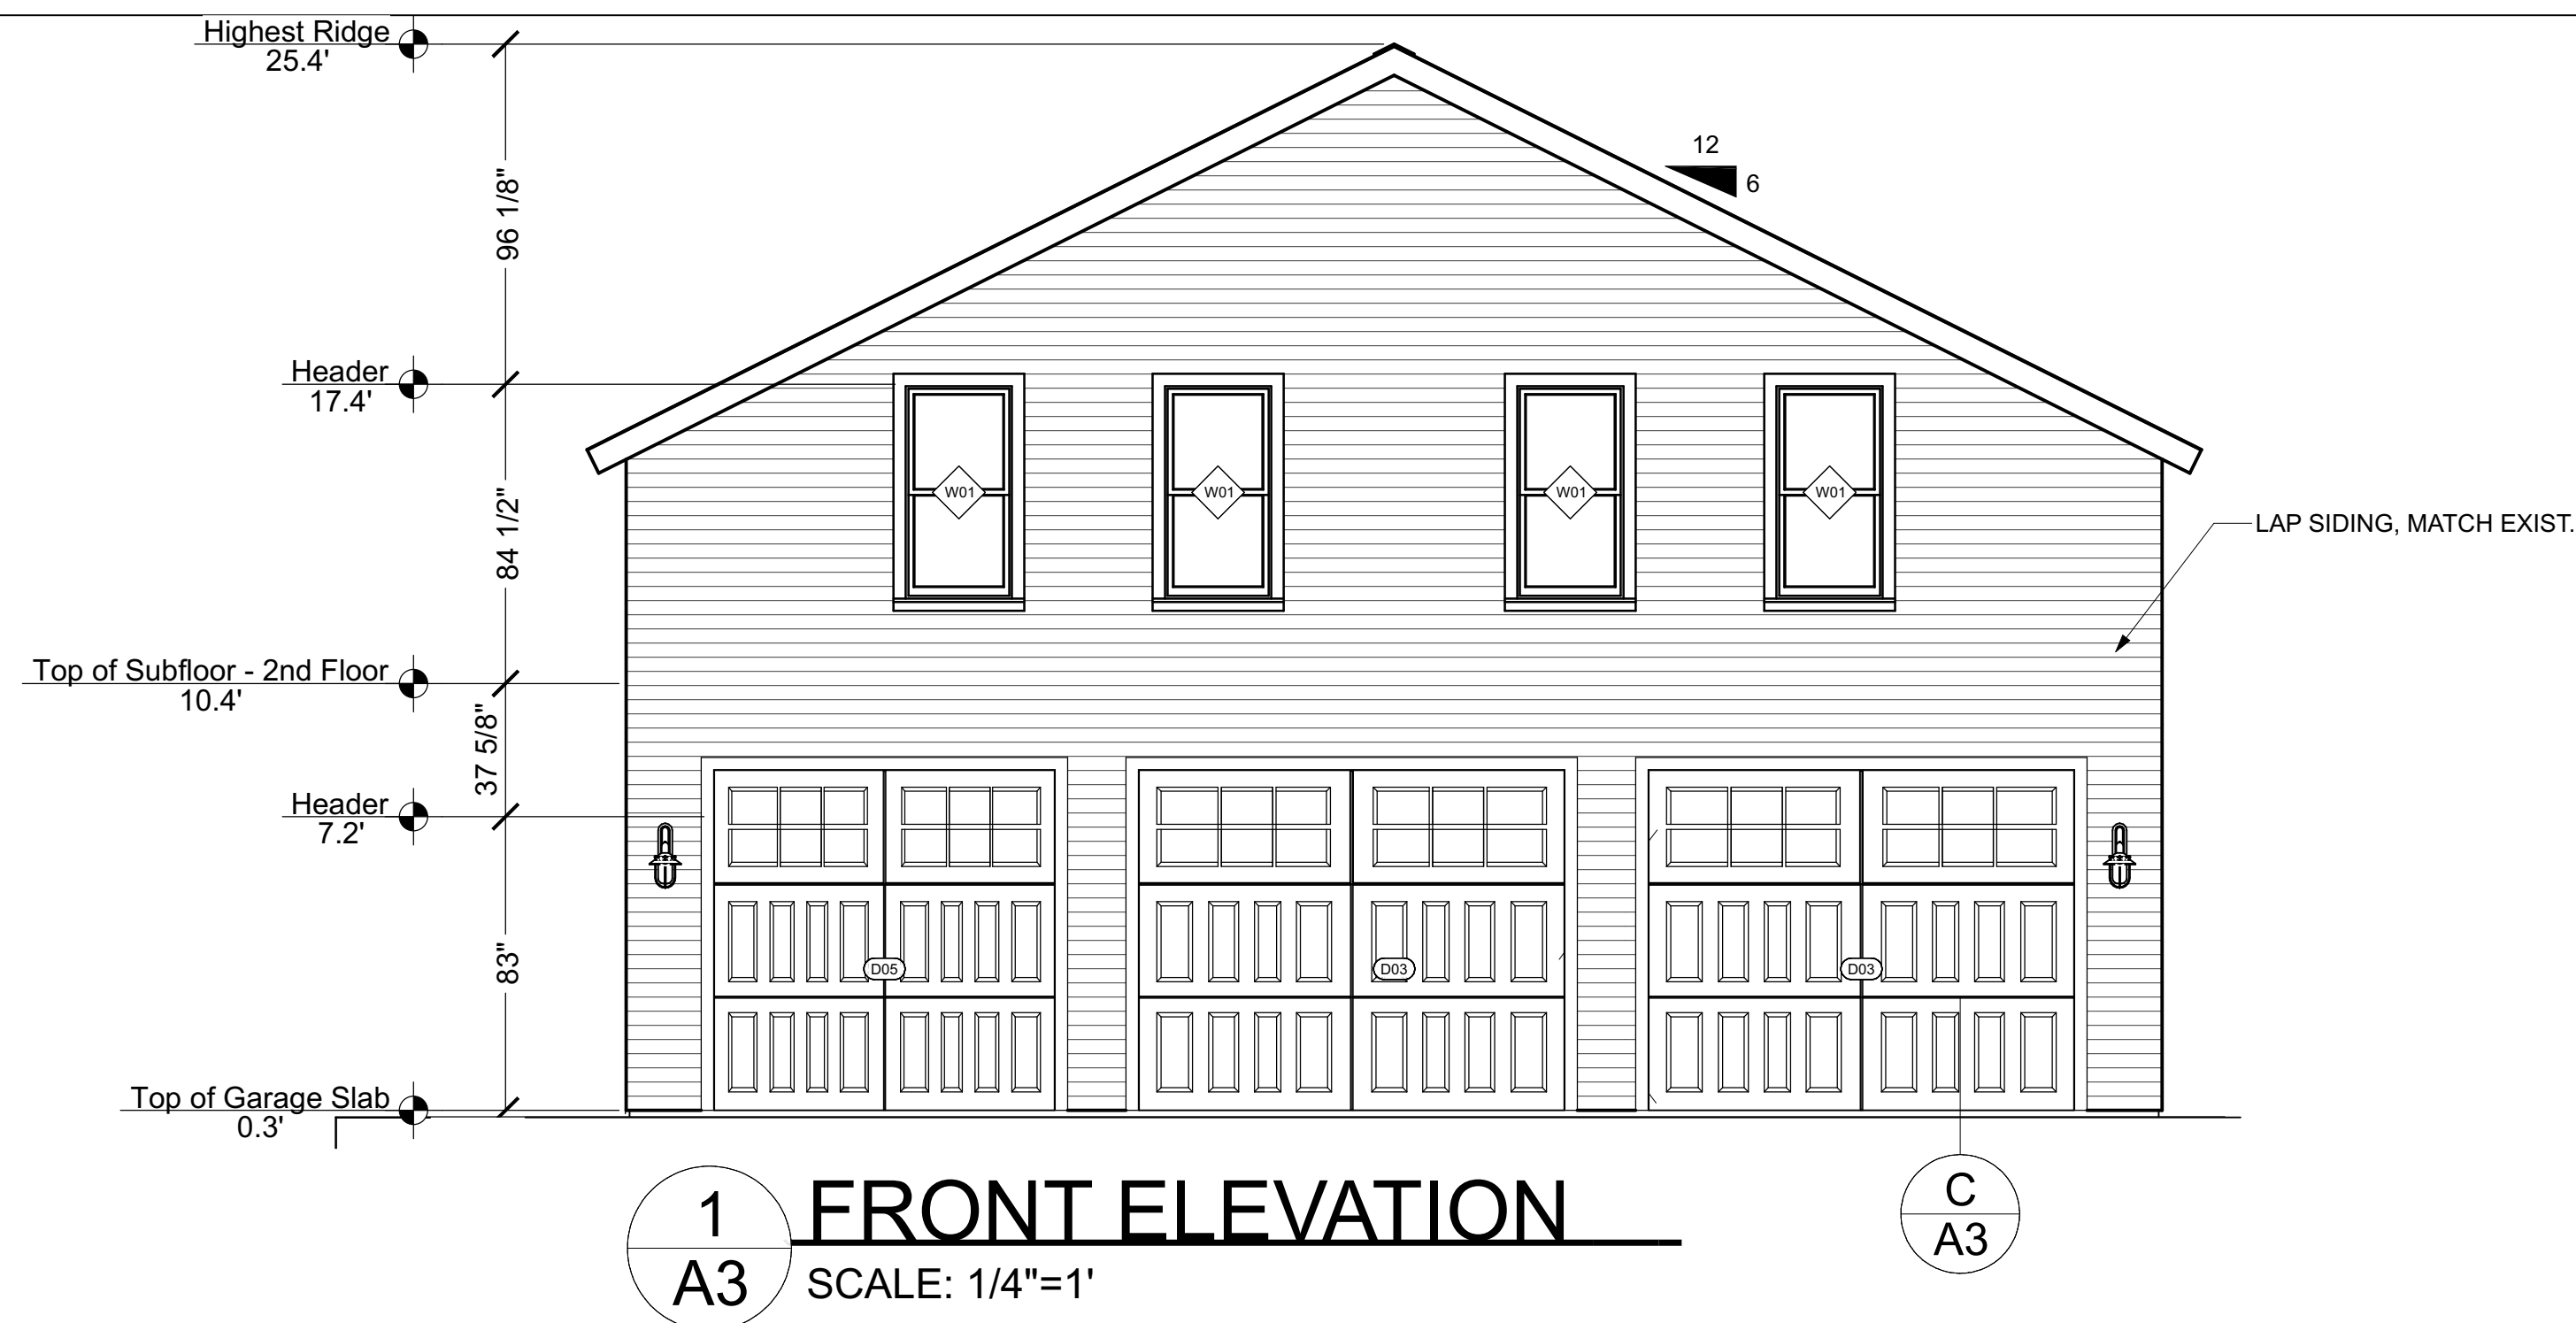 Highest Ridge
25.4'
96 1/8"
12
6
Header
17.4'
84 1/2"
W01
W01
W01
W01
LAP SIDING, MATCH EXIST.
Top of Subfloor - 2nd Floor
10.4'
37 5/8"
Header
7.2'
83"
D05
D03
D03
Top of Garage Slab
0.3'
1
A3
FRONT ELEVATION
SCALE: 1/4"=1'
C
A3